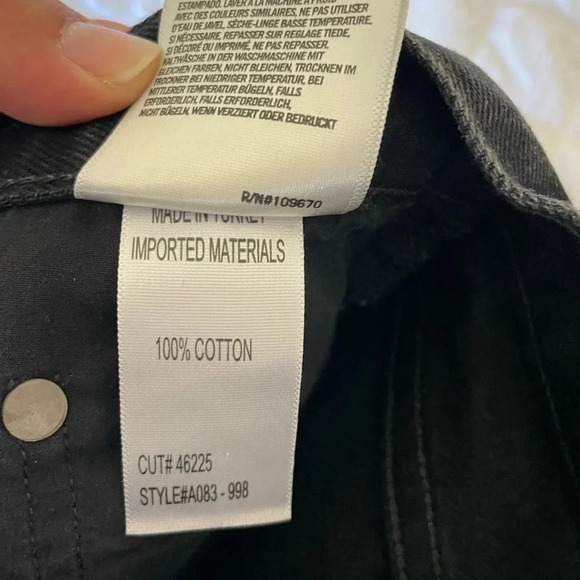 ESTAMPADO. LAVER À LA MACHINE À FROID
AVEC DES COULEURS SIMILAIRES, NE PAS UTILISER
D'EAU DE JAVEL, SÈCHE-LINGE BASSE TEMPERATURE,
SI NÉCESSAIRE, REPASSER SUR REGLAGE TIEDE,
SI DÉCORÉ OU IMPRIMÉ, NE PAS REPASSER.
KALTWÄSCHE IN DER WASCHMASCHINE MIT
GLEICHEN FARBEN, NICHT BLEICHEN, TROCKNEN IM
TROCKNER BEI NIEDRIGER TEMPERATUR, BEI
MITTLERER TEMPERATUR BÜGELN, FALLS
ERFORDERLICH, FALLS ERFORDERLICH,
NICHT BÜGELN, WENN VERZIERT ODER BEDRUCKT
R/N#109670
MADE IN TURKEY
IMPORTED MATERIALS
100% COTTON
CUT# 46225
STYLE#A083 - 998